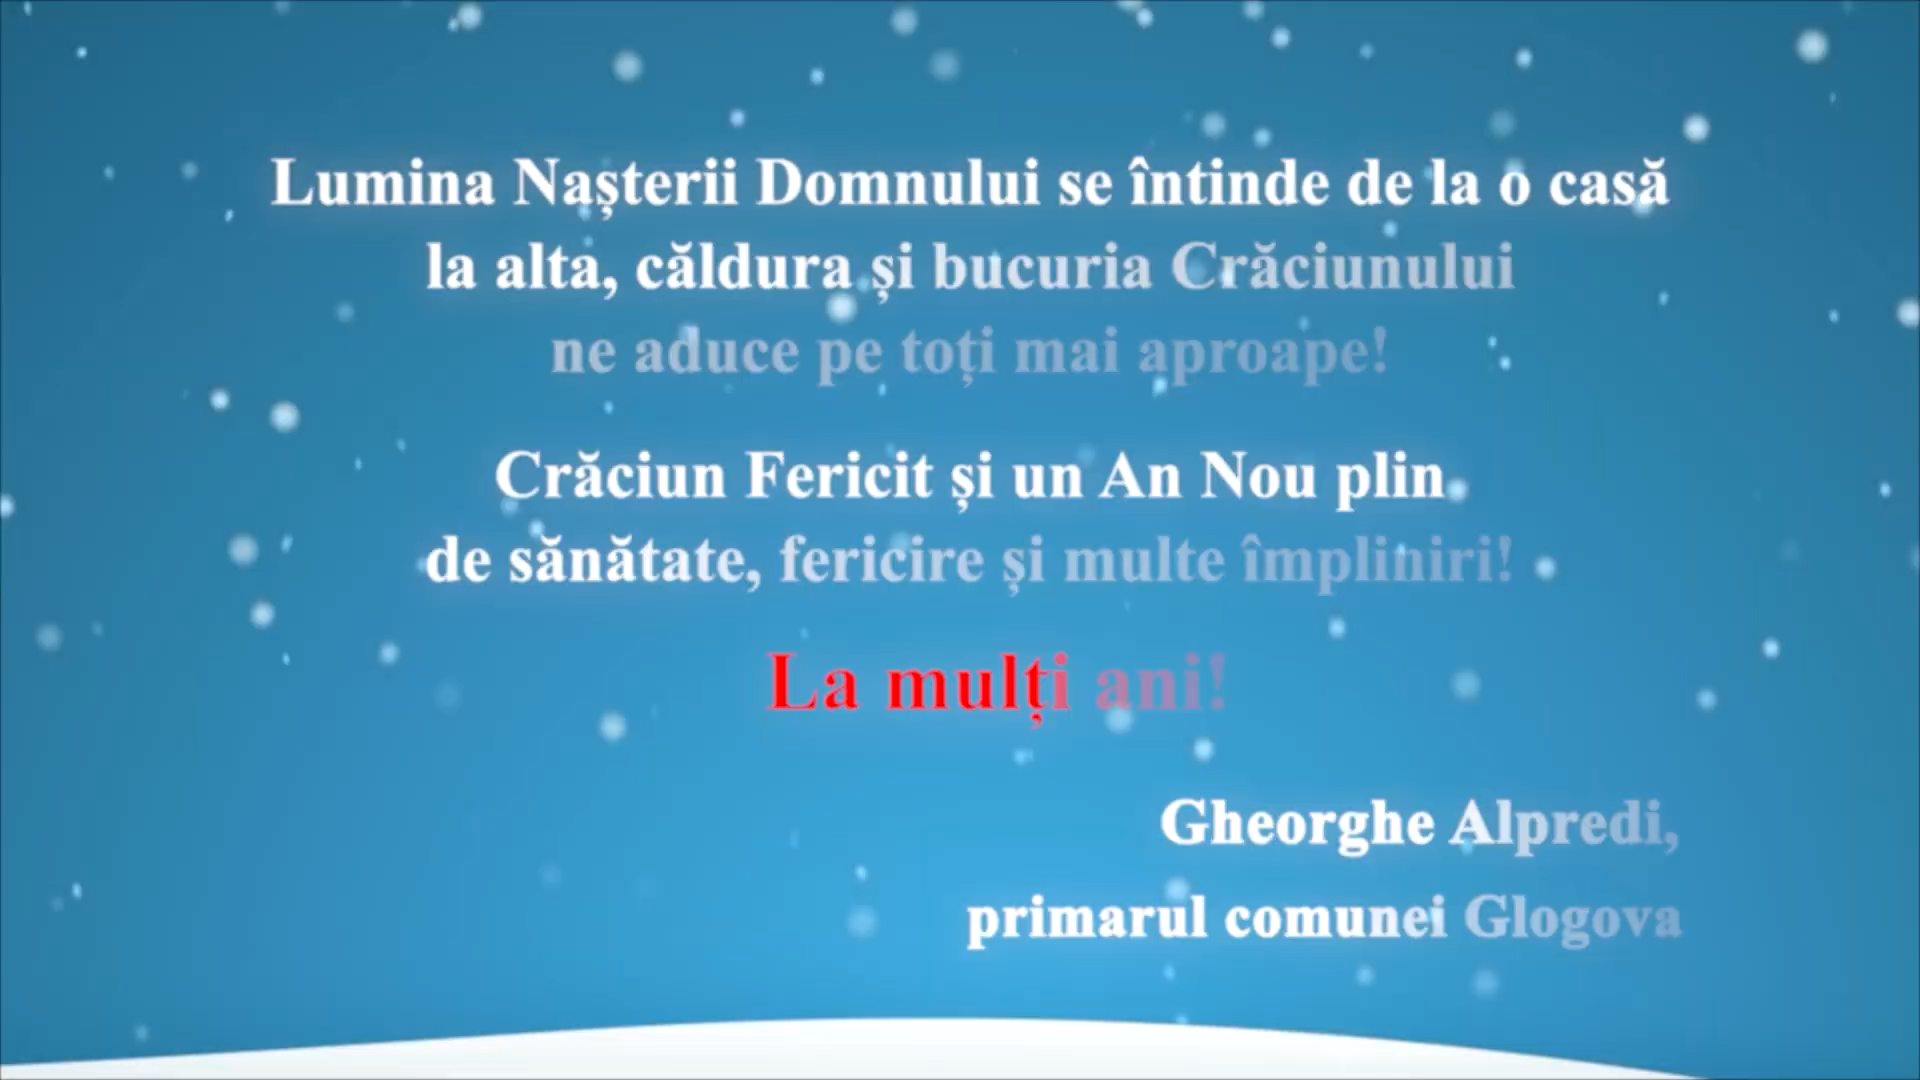 Lumina Nașterii Domnului se întinde de la o casă
la alta, căldura și bucuria Crăciunului
ne aduce pe toți mai aproape!
Crăciun Fericit și un An Nou plin
de sănătate, fericire și multe împliniri!
La mulți ani!
Gheorghe Alpredi,
primarul comunei Glogova